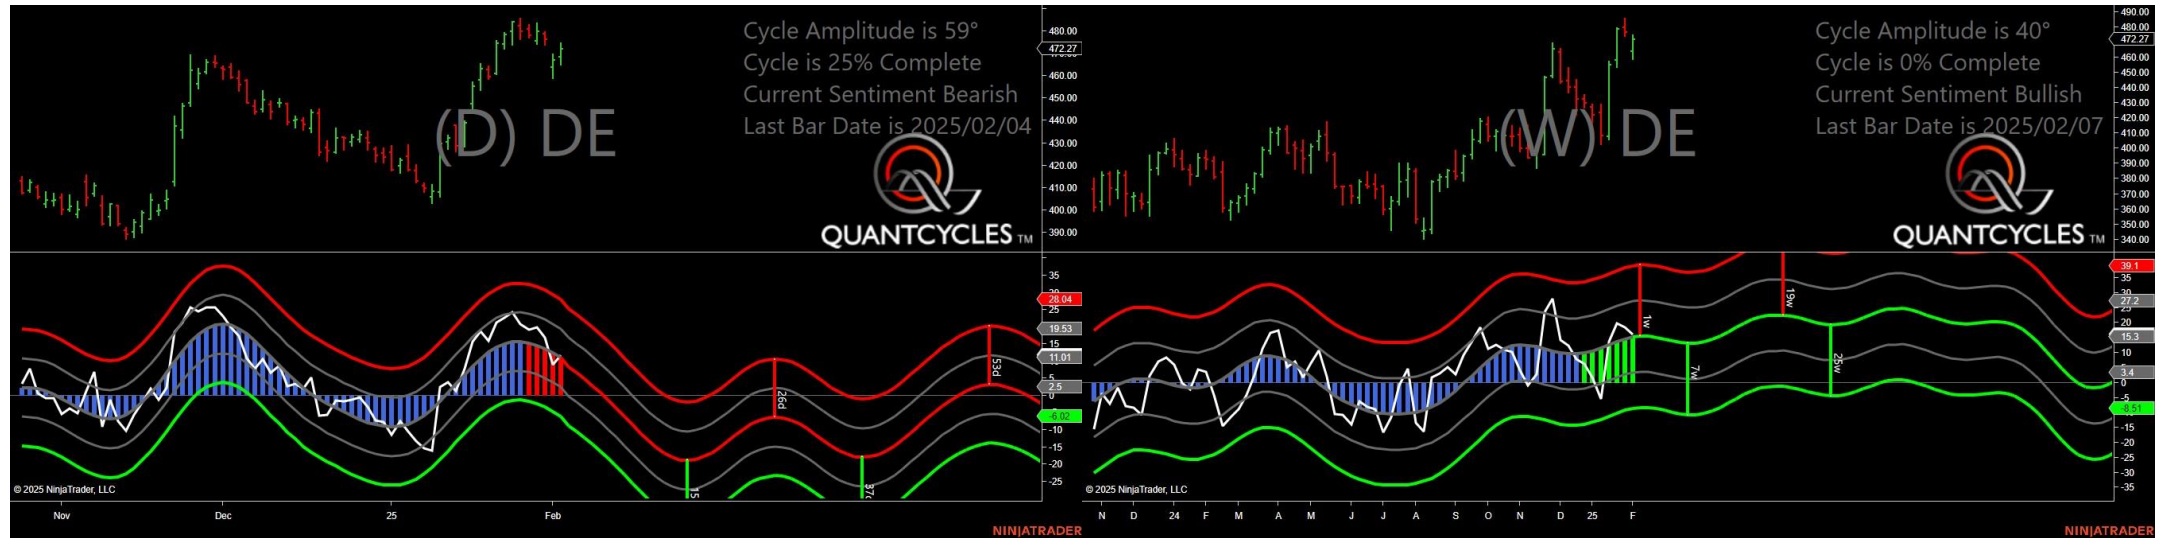 Cycle Amplitude is 59°
Cycle is 25% Complete
Current Sentiment Bearish
Last Bar Date is 2025/02/04
(D) DE
QUANTCYCLES TM
480.00
472.27
460.00
450.00
440.00
430.00
420.00
410.00
400.00
390.00
35
28.04
25
19.53
15
11.01
5
2.5
0
-6.02
-10
-15
-20
-25
15
26d
37d
53d
© 2025 NinjaTrader, LLC
Nov
Dec
25
Feb
NINJATRADER
Cycle Amplitude is 40°
Cycle is 0% Complete
Current Sentiment Bullish
Last Bar Date is 2025/02/07
(W) DE
QUANTCYCLES TM
490.00
480.00
472.27
460.00
450.00
440.00
430.00
420.00
410.00
400.00
390.00
380.00
370.00
360.00
350.00
340.00
39.1
35
30
27.2
20
15.3
10
3.4
0
-5
-8.51
-15
-20
-25
-30
-35
1w
7w
19w
25w
© 2025 NinjaTrader, LLC
N D 24 F M A M J J A S O N D 25 F
NINJATRADER